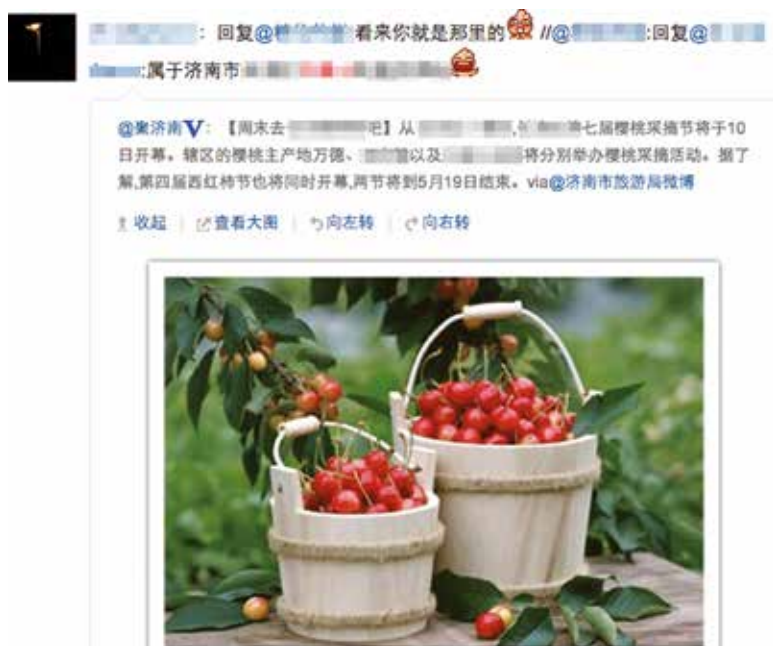 ： 回复@ 看来你就是那里的 //@ :回复@
:属于济南市
@聚济南V：【周末去 吧】从 , 第七届樱桃采摘节将于10
日开幕。辖区的樱桃主产地万德、 以及 将分别举办樱桃采摘活动。据了
解,第四届西红柿节也将同时开幕,两节将到5月19日结束。via@济南市旅游局微博
收起 查看大图 向左转 向右转